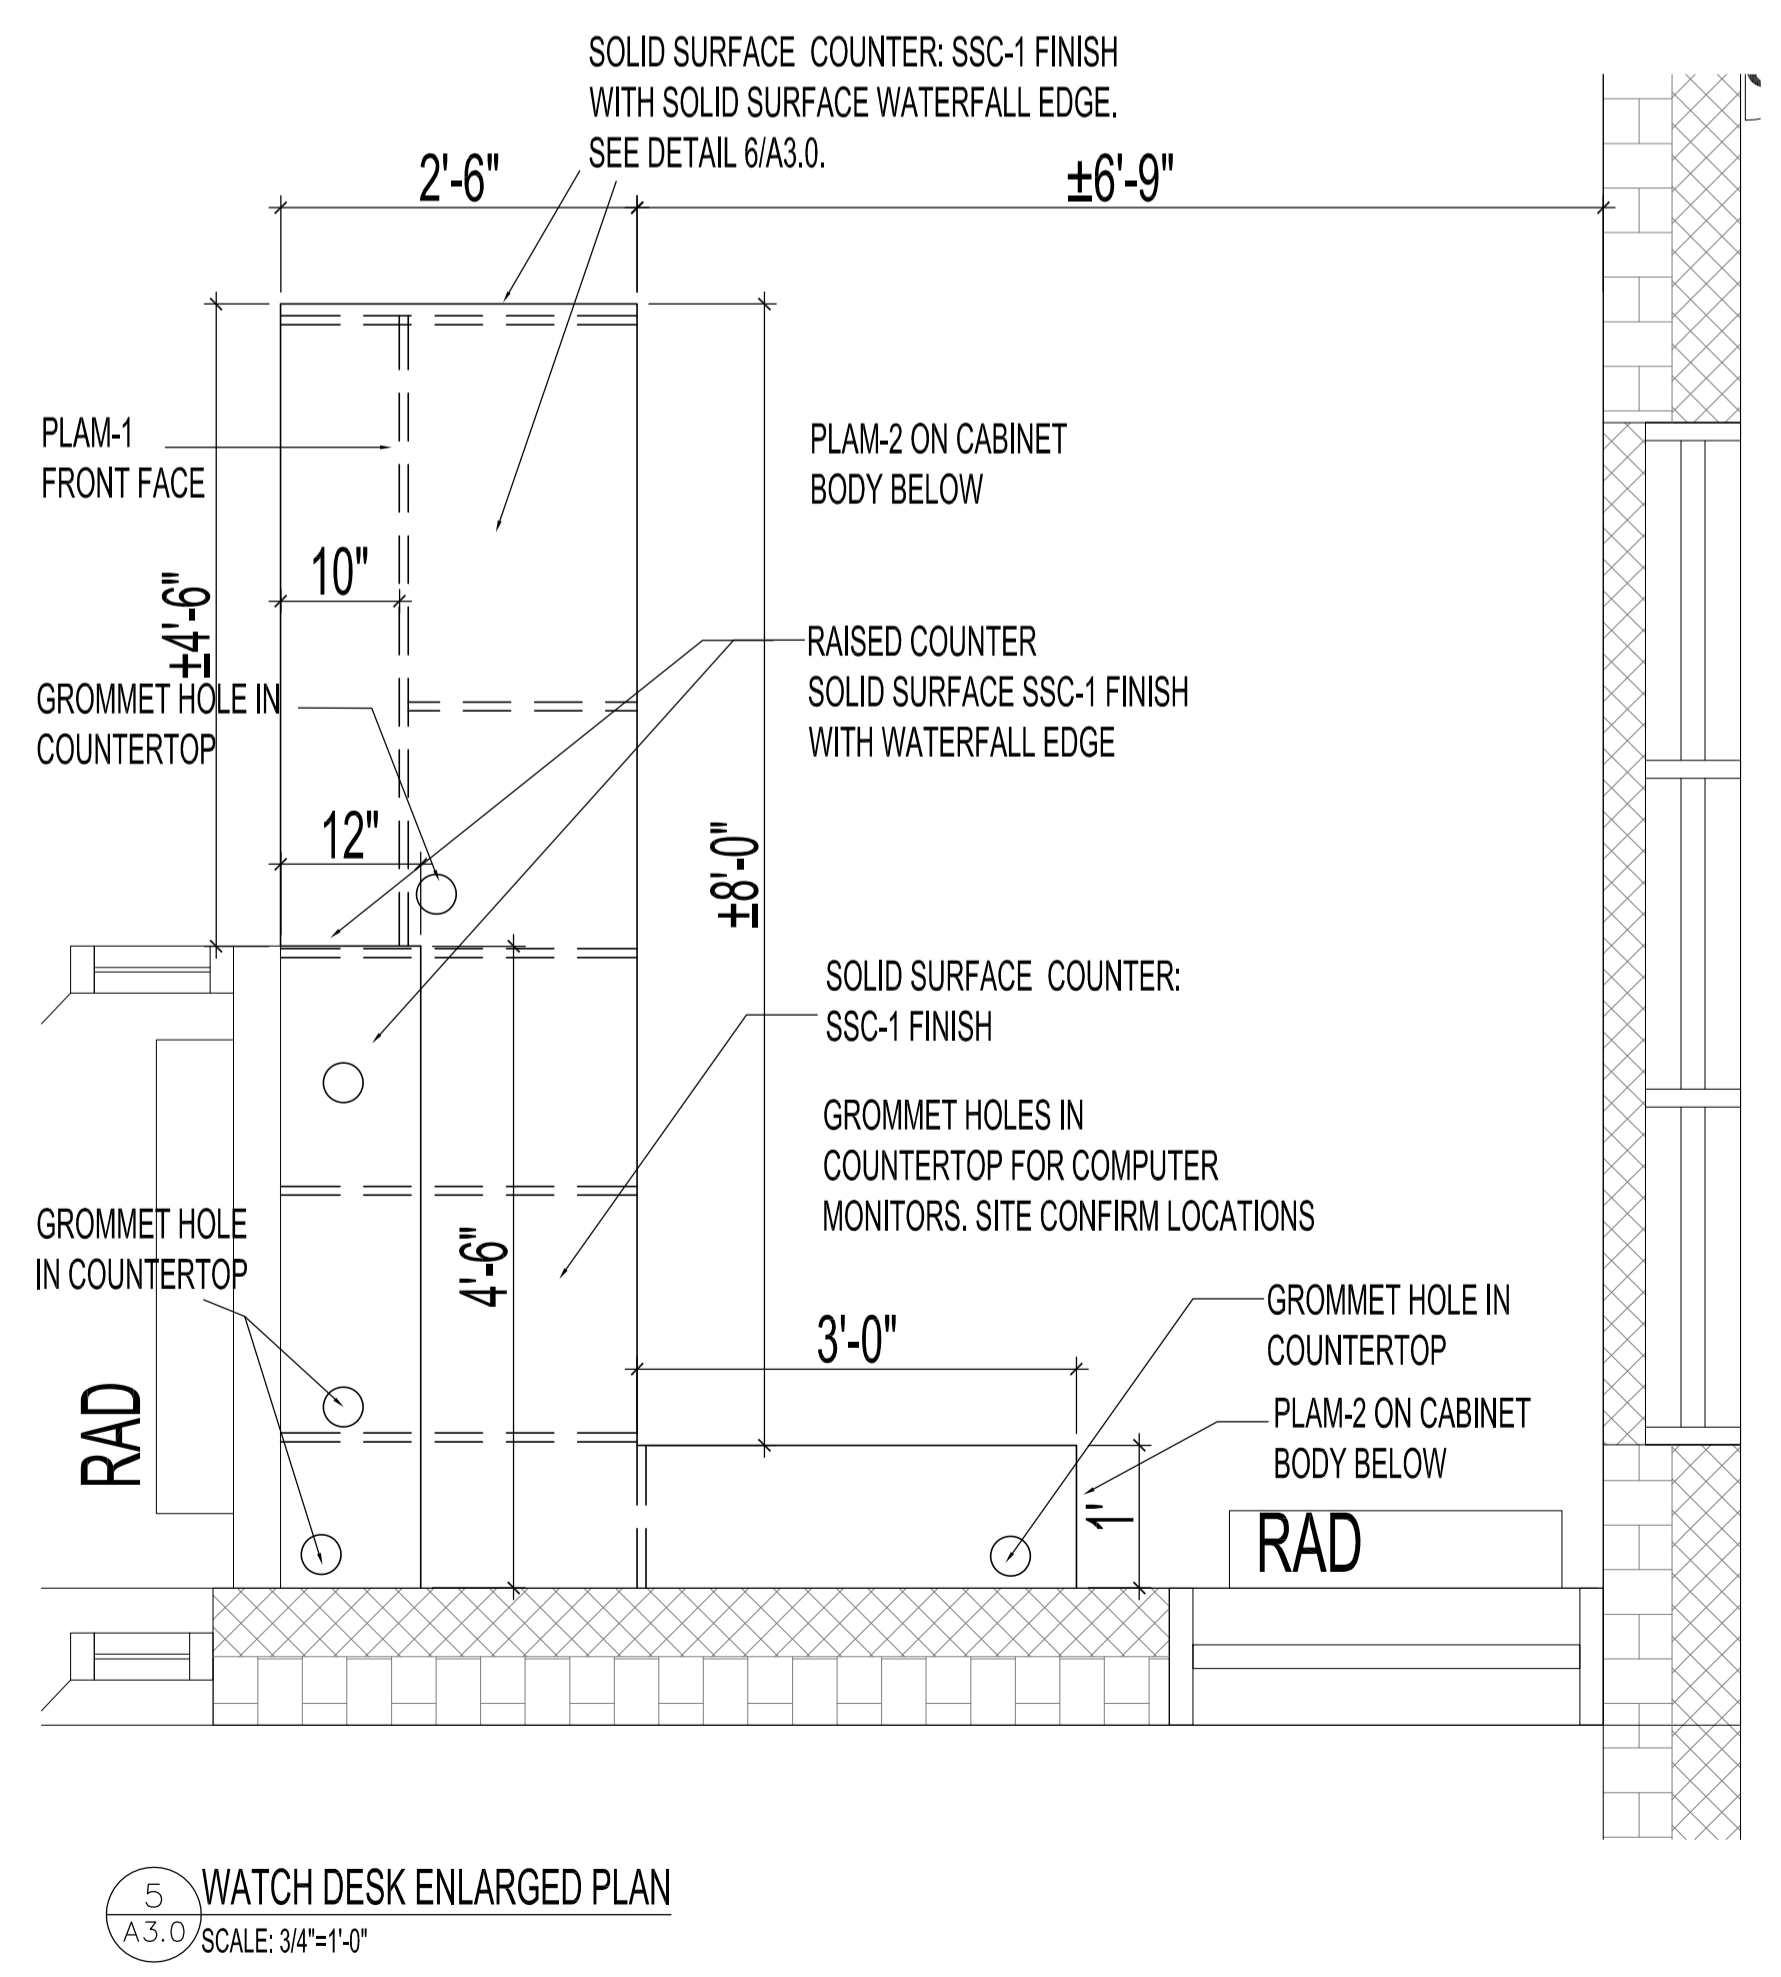 SOLID SURFACE COUNTER: SSC-1 FINISH
WITH SOLID SURFACE WATERFALL EDGE.
SEE DETAIL 6/A3.0.
2'-6"
±6'-9"
PLAM-1
FRONT FACE
PLAM-2 ON CABINET
BODY BELOW
10"
±4'-6"
RAISED COUNTER
SOLID SURFACE SSC-1 FINISH
WITH WATERFALL EDGE
GROMMET HOLE IN
COUNTERTOP
12"
±8'-0"
SOLID SURFACE COUNTER:
SSC-1 FINISH
GROMMET HOLES IN
COUNTERTOP FOR COMPUTER
MONITORS. SITE CONFIRM LOCATIONS
GROMMET HOLE
IN COUNTERTOP
4'-6"
3'-0"
GROMMET HOLE IN
COUNTERTOP
PLAM-2 ON CABINET
BODY BELOW
RAD
1'
RAD
5
A3.0
WATCH DESK ENLARGED PLAN
SCALE: 3/4"=1'-0"